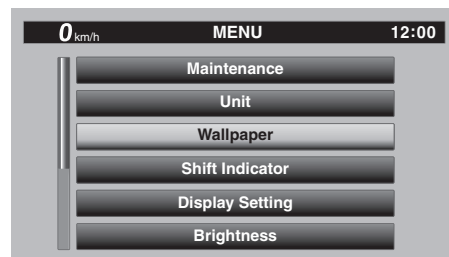 0 km/h MENU 12:00
Maintenance
Unit
Wallpaper
Shift Indicator
Display Setting
Brightness